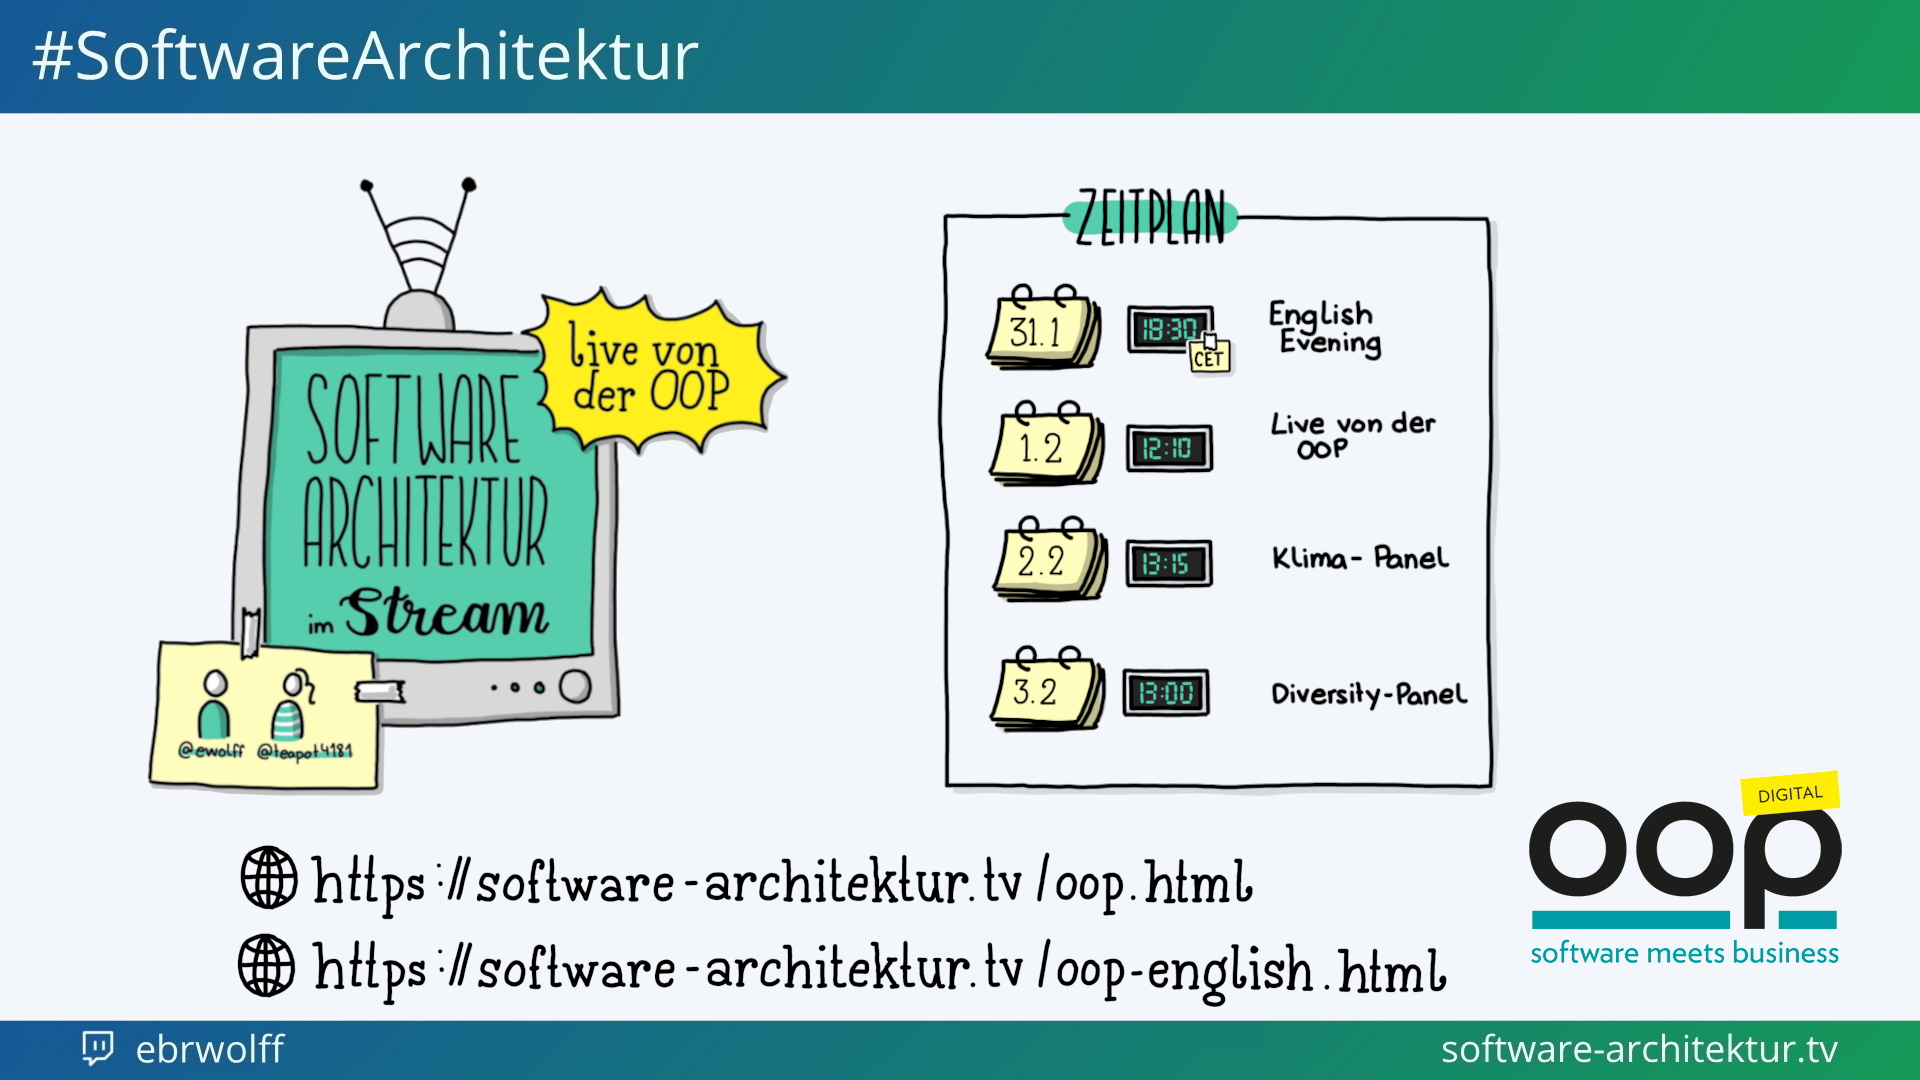 #SoftwareArchitektur
live von
der OOP
SOFTWARE
ARCHITEKTUR
im Stream
@ewolff @teapot4181
ZEITPLAN
31.1 18:30 English
CET Evening
1.2 12:10 Live von der
OOP
2.2 13:15 Klima-Panel
3.2 13:00 Diversity-Panel
DIGITAL
oop
software meets business
https://software-architektur.tv/oop.html
https://software-architektur.tv/oop-english.html
ebrwolff
software-architektur.tv